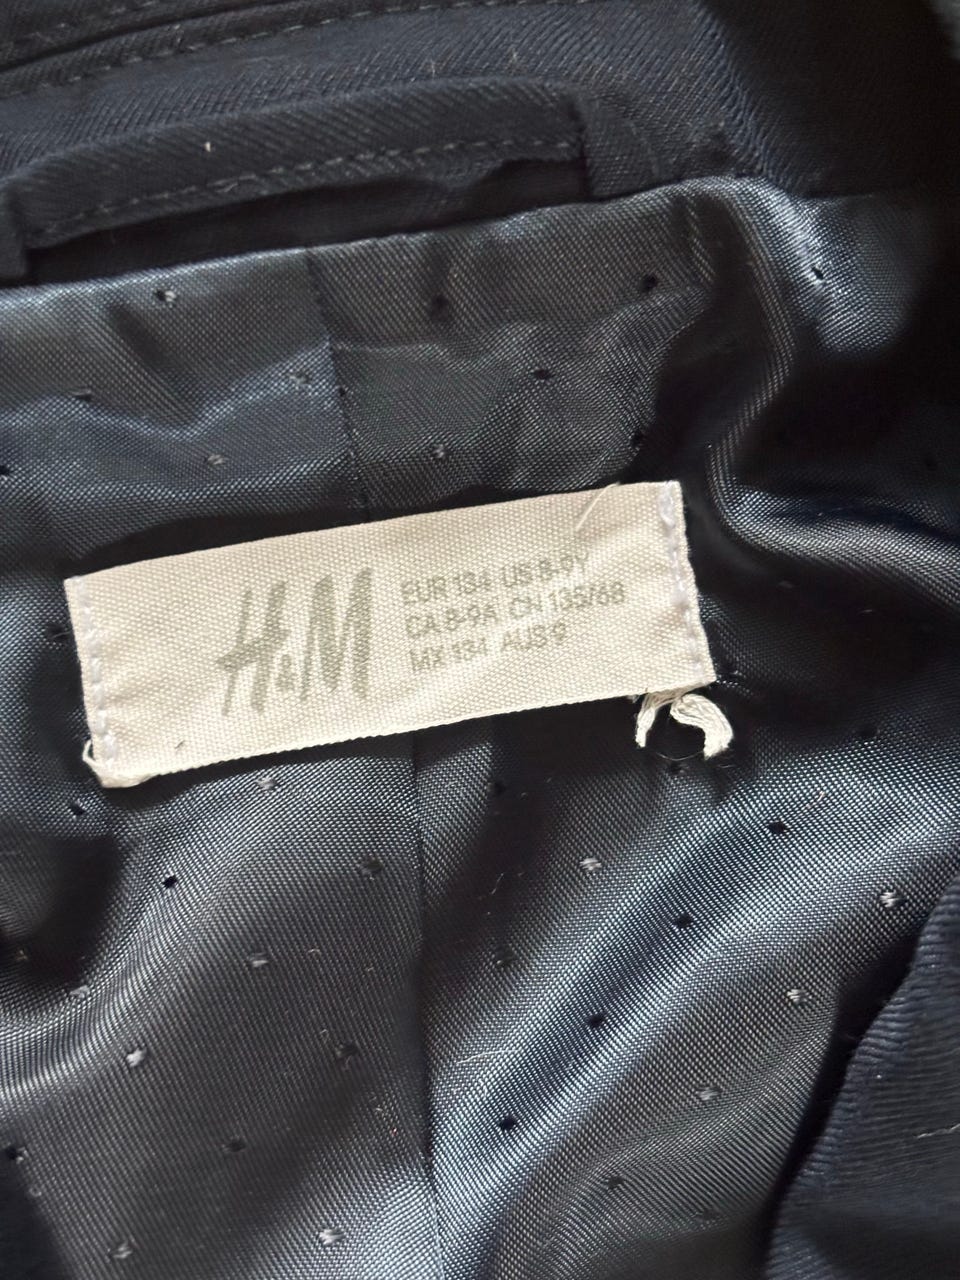 H&M
EUR 134 US 8-9Y
CA 8-9A CN 135/68
MX 134 AUS 9